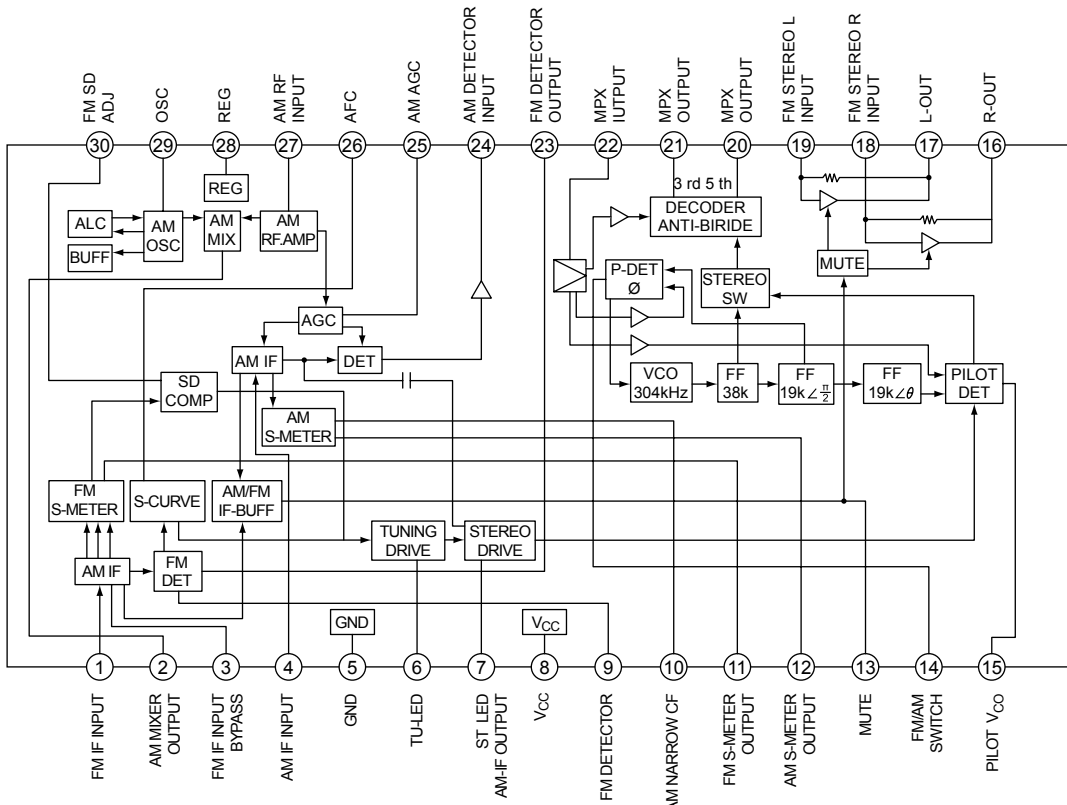 FM SD
ADJ
OSC
REG
AM RF
INPUT
AFC
AM AGC
AM DETECTOR
INPUT
FM DETECTOR
OUTPUT
MPX
IUTPUT
MPX
OUTPUT
MPX
OUTPUT
FM STEREO L
INPUT
FM STEREO R
INPUT
L-OUT
R-OUT
30
29
28
27
26
25
24
23
22
21
20
19
18
17
16
REG
3 rd 5 th
ALC
AM
OSC
AM
MIX
AM
RF.AMP
DECODER
ANTI-BIRIDE
BUFF
MUTE
P-DET
Ø
STEREO
SW
AGC
AM IF
DET
SD
COMP
VCO
304kHz
FF
38k
FF
19k∠π/2
FF
19k∠θ
PILOT
DET
AM
S-METER
FM
S-METER
S-CURVE
AM/FM
IF-BUFF
TUNING
DRIVE
STEREO
DRIVE
AM IF
FM
DET
GND
VCC
1
2
3
4
5
6
7
8
9
10
11
12
13
14
15
FM IF INPUT
AM MIXER
OUTPUT
FM IF INPUT
BYPASS
AM IF INPUT
GND
TU-LED
ST LED
AM-IF OUTPUT
VCC
FM DETECTOR
AM NARROW CF
FM S-METER
OUTPUT
AM S-METER
OUTPUT
MUTE
FM/AM
SWITCH
PILOT VCO